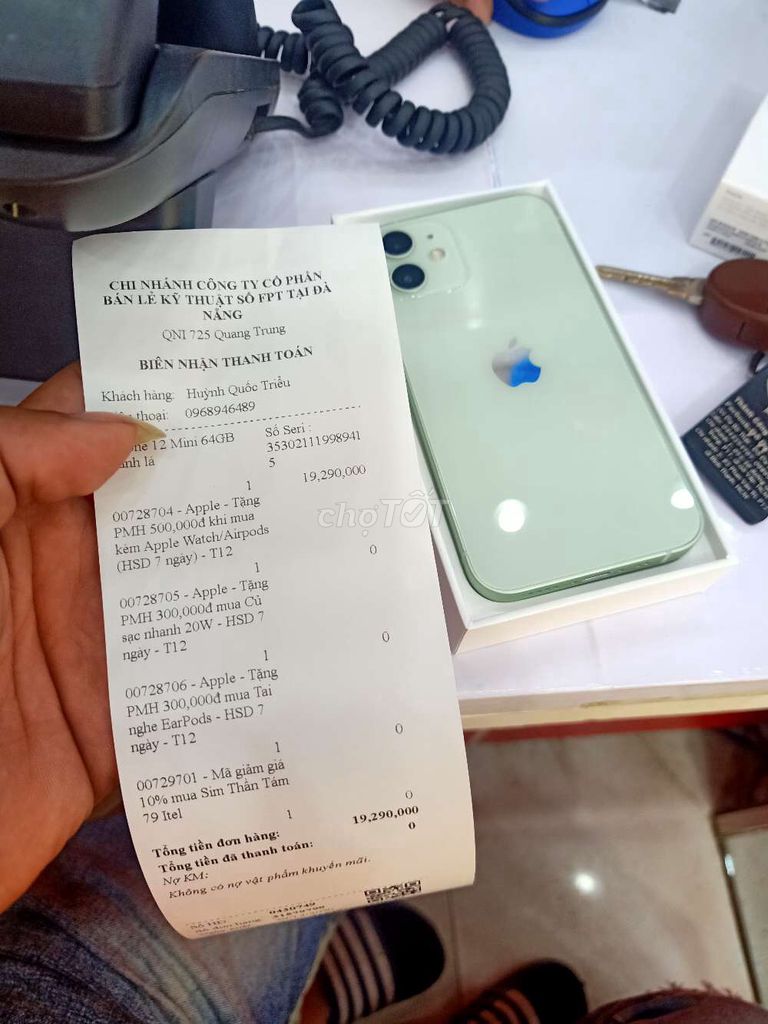 CHI NHÁNH CÔNG TY CỔ PHẦN
BÁN LẺ KỸ THUẬT SỐ FPT TẠI ĐÀ
NẴNG
QNI 725 Quang Trung
BIÊN NHẬN THANH TOÁN
Khách hàng: Huỳnh Quốc Triều
thoại: 0968946489
12 Mini 64GB Số Seri :
lá 35302111998941
5
1 19,290,000
00728704 - Apple - Tặng
PMH 500,000đ khi mua
kèm Apple Watch/Airpods
(HSD 7 ngày) - T12
1 0
00728705 - Apple - Tặng
PMH 300,000đ mua Củ
sạc nhanh 20W - HSD 7
ngày - T12
1 0
00728706 - Apple - Tặng
PMH 300,000đ mua Tai
nghe EarPods - HSD 7
ngày - T12
1 0
00729701 - Mã giảm giá
10% mua Sim Thần Tám
79 Itel
1 0
Tổng tiền đơn hàng: 19,290,000
Tổng tiền đã thanh toán: 0
Nợ KM:
Không có nợ vật phẩm khuyến mãi.
chợTỐT